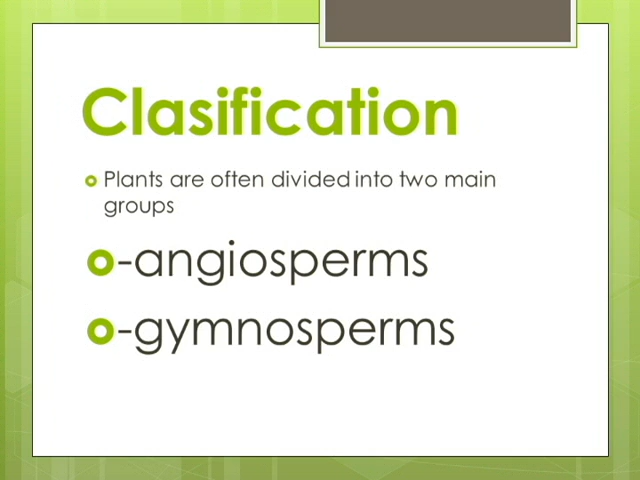 Clasification
Plants are often divided into two main
groups
-angiosperms
-gymnosperms